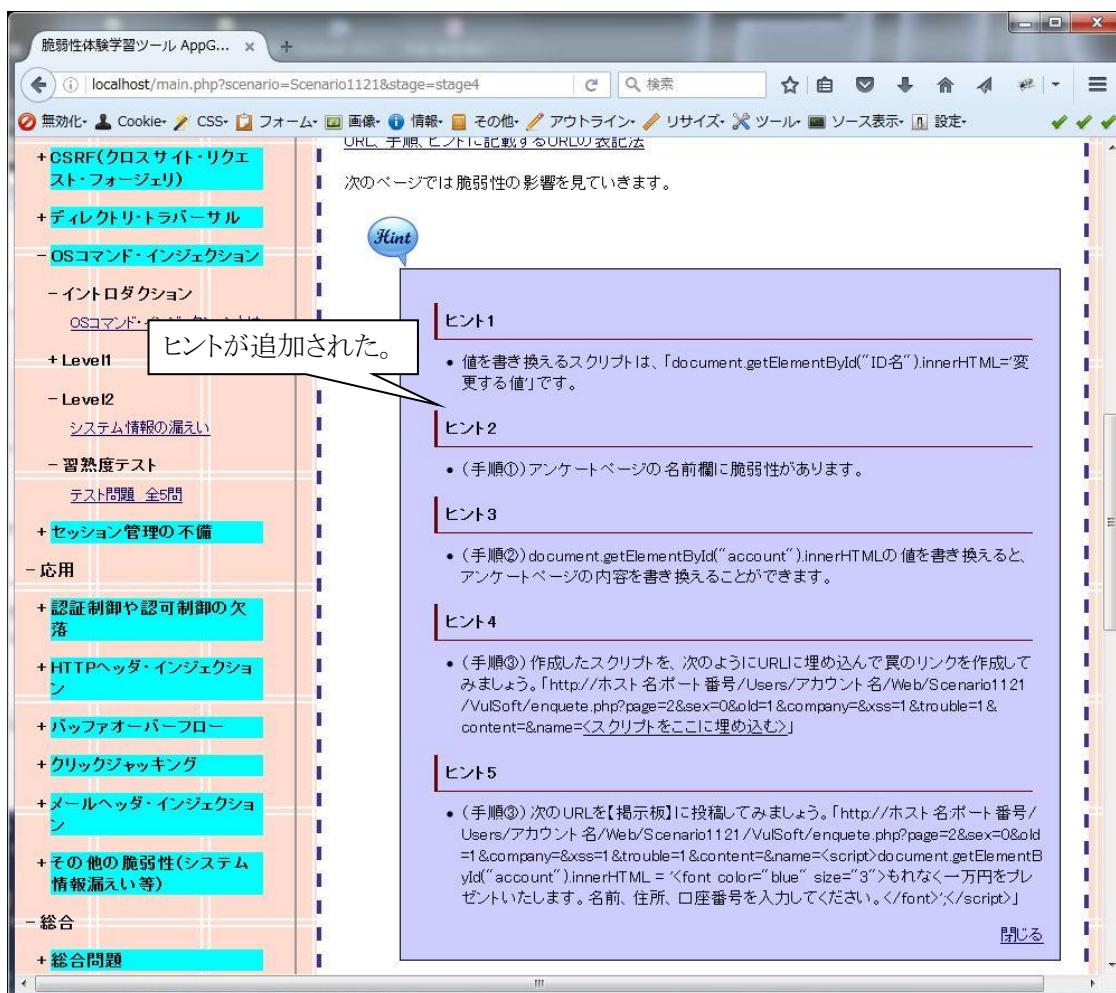 脆弱性体験学習ツール AppG... × +
localhost/main.php?scenario=Scenario1121&stage=stage4
検索
無効化 Cookie CSS フォーム 画像 情報 その他 アウトライン リサイズ ツール ソース表示 設定
+CSRF(クロスサイト・リクエ
スト・フォージェリ)
+ディレクトリ・トラバーサル
-OSコマンド・インジェクション
-イントロダクション
+Level1
-Level2
システム情報の漏えい
-習熟度テスト
テスト問題 全5問
+セッション管理の不備
-応用
+認証制御や認可制御の欠
落
+HTTPヘッダ・インジェクショ
ン
+バッファオーバーフロー
+クリックジャッキング
+メールヘッダ・インジェクショ
ン
+その他の脆弱性(システム
情報漏えい等)
-総合
+総合問題
URL、手順、ヒントに記載するURLの表記法
次のページでは脆弱性の影響を見ていきます。
Hint
ヒントが追加された。
ヒント1
• 値を書き換えるスクリプトは、「document.getElementById("ID名").innerHTML='変
更する値'」です。
ヒント2
• (手順①)アンケートページの名前欄に脆弱性があります。
ヒント3
• (手順②)document.getElementById("account").innerHTMLの値を書き換えると、
アンケートページの内容を書き換えることができます。
ヒント4
• (手順③)作成したスクリプトを、次のようにURLに埋め込んで罠のリンクを作成して
みましょう。「http://ホスト名:ポート番号/Users/アカウント名/Web/Scenario1121
/VulSoft/enquete.php?page=2&sex=0&old=1&company=&xss=1&trouble=1&
content=&name=<スクリプトをここに埋め込む>」
ヒント5
• (手順③)次のURLを【掲示板】に投稿してみましょう。「http://ホスト名:ポート番号/
Users/アカウント名/Web/Scenario1121/VulSoft/enquete.php?page=2&sex=0&old
=1&company=&xss=1&trouble=1&content=&name=<script>document.getElementB
yId("account").innerHTML = '<font color="blue" size="3">もれなく一万円をプレ
ゼントいたします。名前、住所、口座番号を入力してください。</font>';</script>」
閉じる